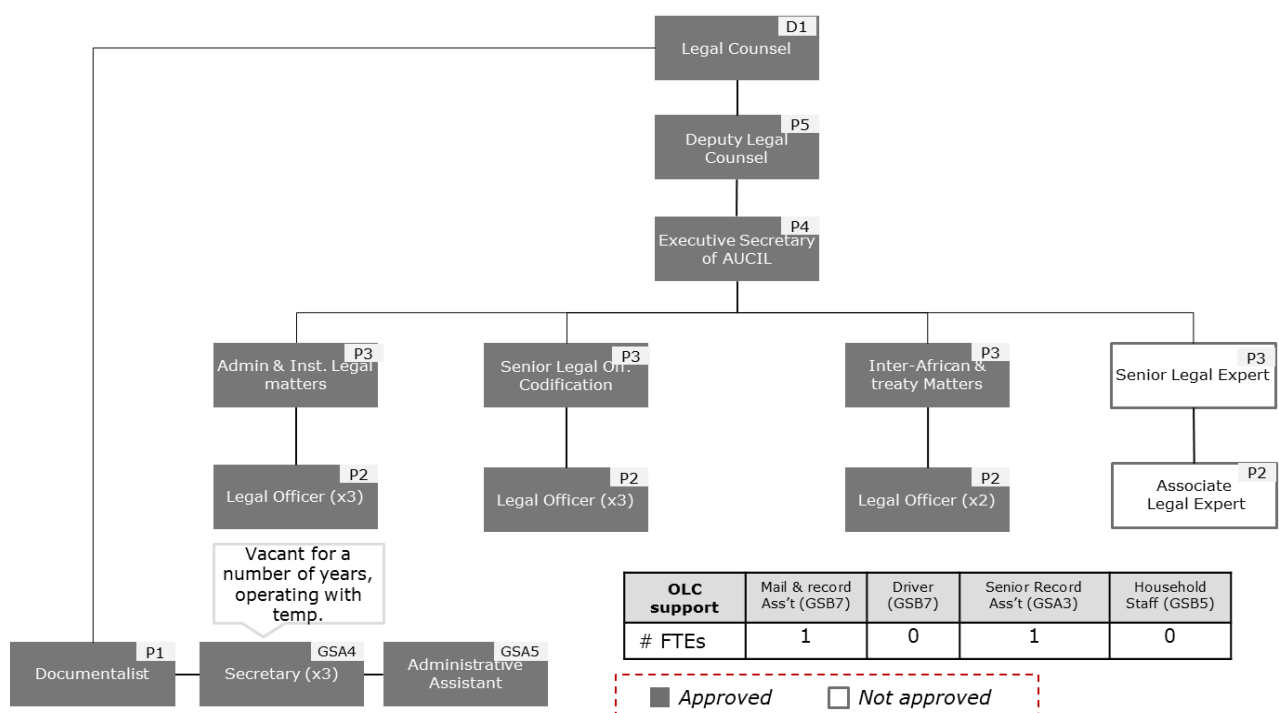 D1
Legal Counsel
P5
Deputy Legal
Counsel
P4
Executive Secretary
of AUCIL
P3
Admin & Inst. Legal
matters
P3
Senior Legal Off.
Codification
P3
Inter-African &
treaty Matters
P3
Senior Legal Expert
P2
Legal Officer (x3)
P2
Legal Officer (x3)
P2
Legal Officer (x2)
P2
Associate
Legal Expert
Vacant for a
number of years,
operating with
temp.
P1
Documentalist
GSA4
Secretary (x3)
GSA5
Administrative
Assistant
OLC
support
Mail & record
Ass't (GSB7)
Driver
(GSB7)
Senior Record
Ass't (GSA3)
Household
Staff (GSB5)
# FTEs 1 0 1 0
Approved Not approved